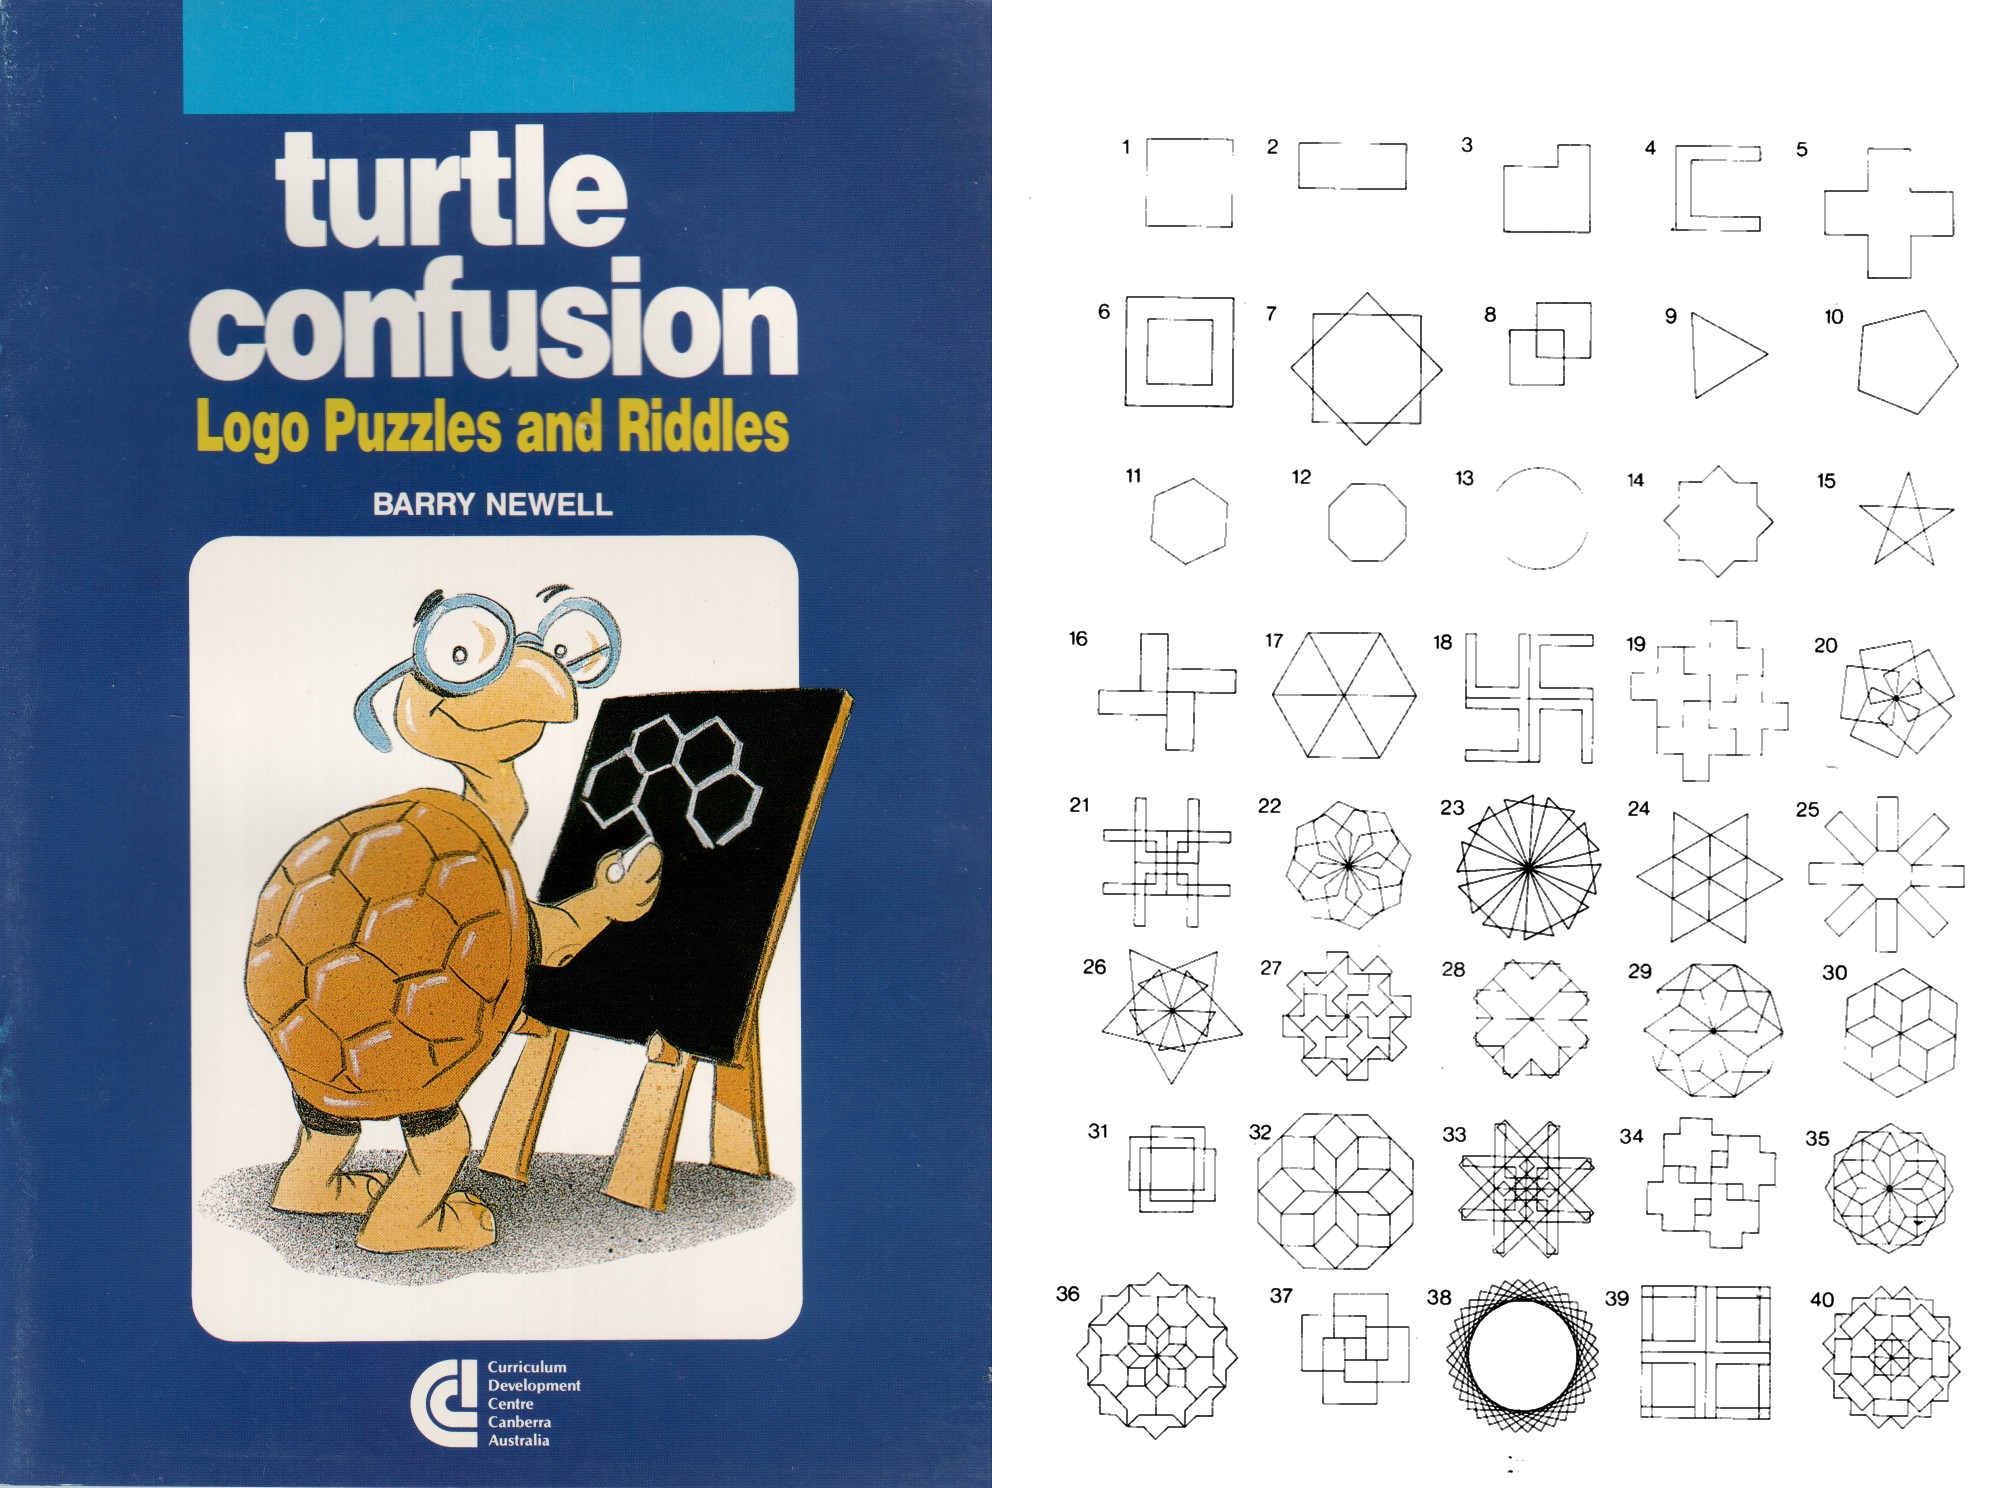 turtle
confusion
Logo Puzzles and Riddles
BARRY NEWELL
Curriculum
Development
Centre
Canberra
Australia
1 2 3 4 5
6 7 8 9 10
11 12 13 14 15
16 17 18 19 20
21 22 23 24 25
26 27 28 29 30
31 32 33 34 35
36 37 38 39 40